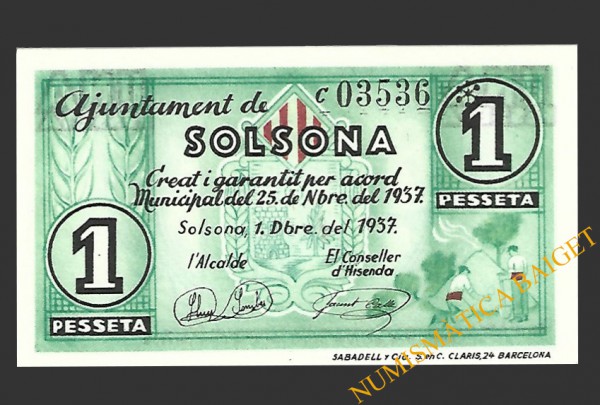 Ajuntament de
C 03536
SOLSONA
1
PESSETA
Creat i garantit per acord
Municipal del 25. de Nbre. del 1937.
Solsona, 1. Dbre. del 1937.
l'Alcalde
El Conseller
d'Hisenda
1
PESSETA
SABADELL y Cía. S. en C. CLARIS, 24 BARCELONA
NUMISMÀTICA BAIGET